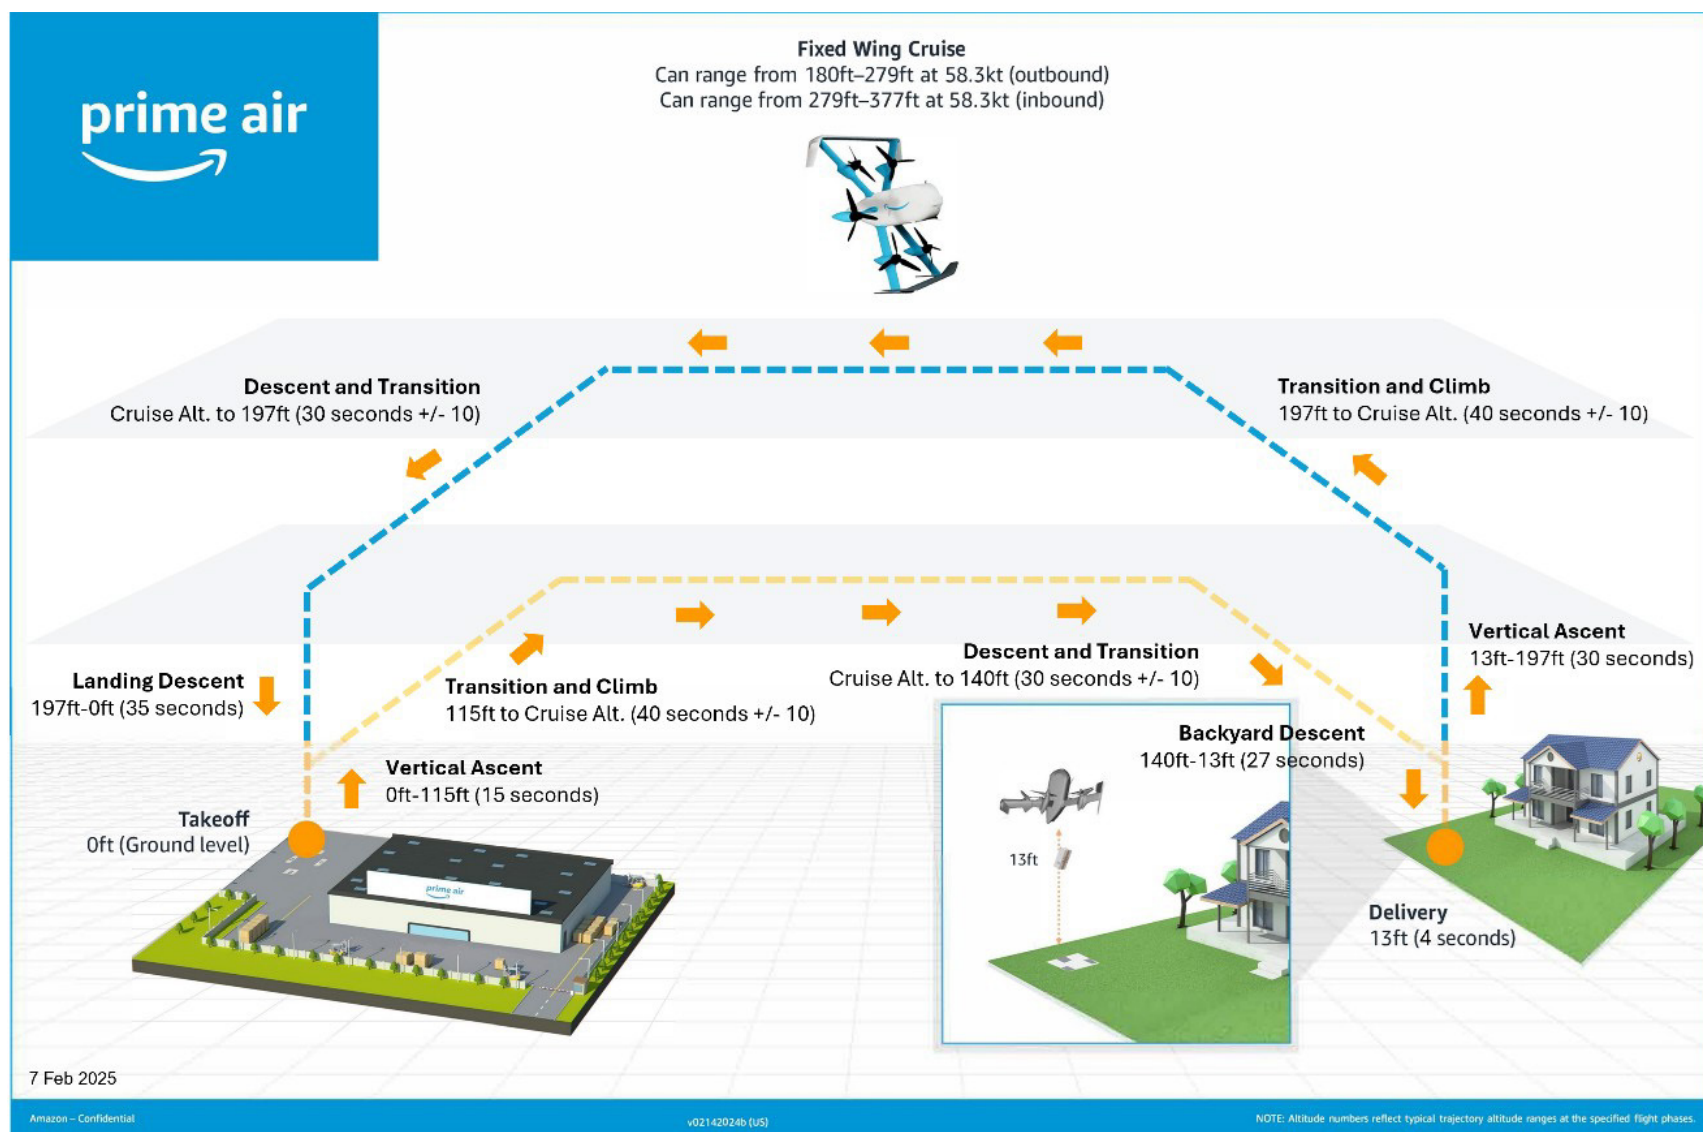 prime air
Fixed Wing Cruise
Can range from 180ft–279ft at 58.3kt (outbound)
Can range from 279ft–377ft at 58.3kt (inbound)
Descent and Transition
Cruise Alt. to 197ft (30 seconds +/- 10)
Transition and Climb
197ft to Cruise Alt. (40 seconds +/- 10)
Landing Descent
197ft-0ft (35 seconds)
Transition and Climb
115ft to Cruise Alt. (40 seconds +/- 10)
Descent and Transition
Cruise Alt. to 140ft (30 seconds +/- 10)
Vertical Ascent
13ft-197ft (30 seconds)
Vertical Ascent
0ft-115ft (15 seconds)
Backyard Descent
140ft-13ft (27 seconds)
Takeoff
0ft (Ground level)
prime air
13ft
Delivery
13ft (4 seconds)
7 Feb 2025
Amazon – Confidential
v02142024b (US)
NOTE: Altitude numbers reflect typical trajectory altitude ranges at the specified flight phases.